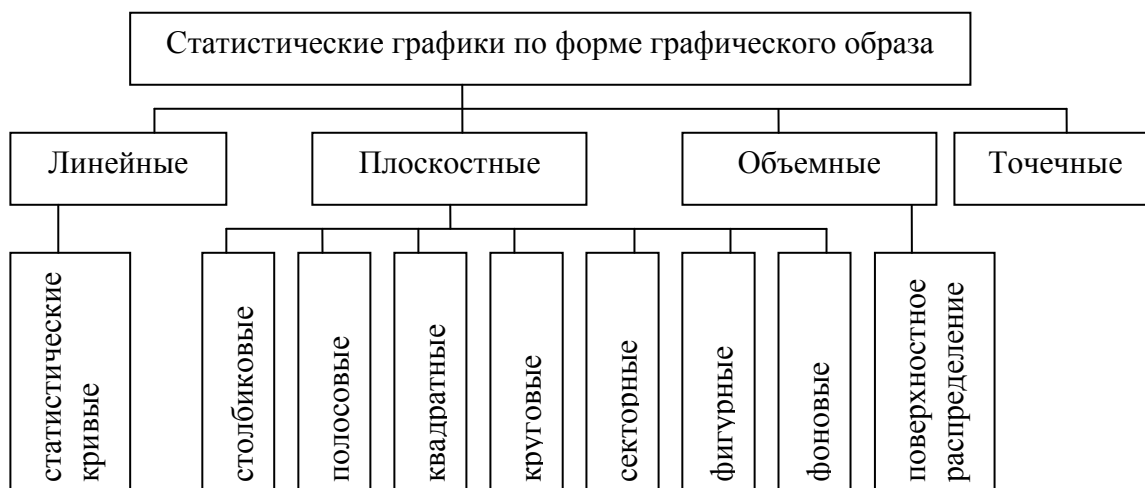 Статистические графики по форме графического образа
Линейные
Плоскостные
Объемные
Точечные
статистические
кривые
столбиковые
полосовые
квадратные
круговые
секторные
фигурные
фоновые
поверхностное
распределение